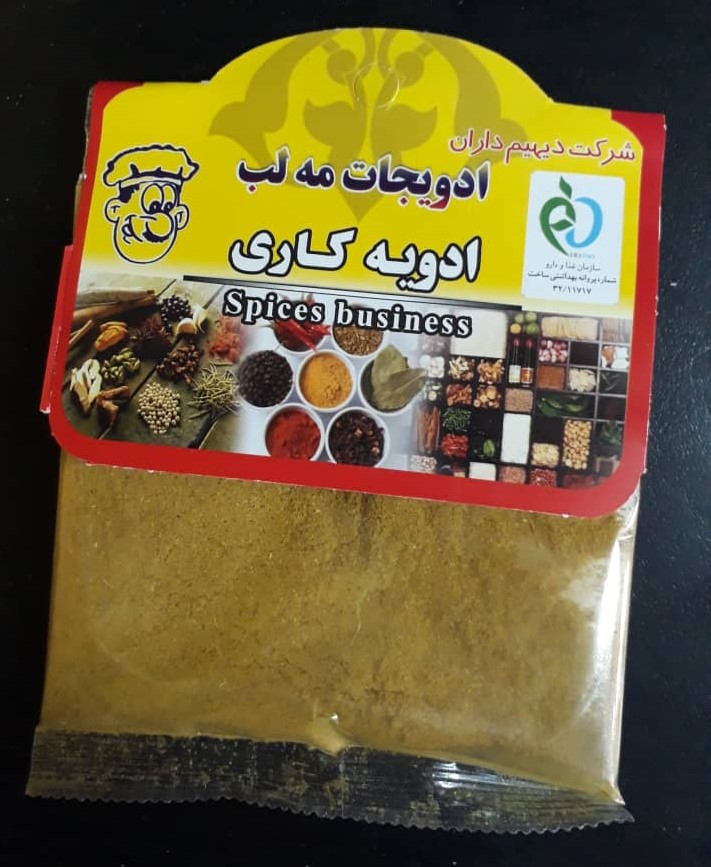 شرکت دیهیم داران
ادویجات مه لب
ادویه کاری
Spices business
سازمان غذا و دارو
شماره پروانه بهداشتی ساخت
۳۲/۱۱۷۱۷